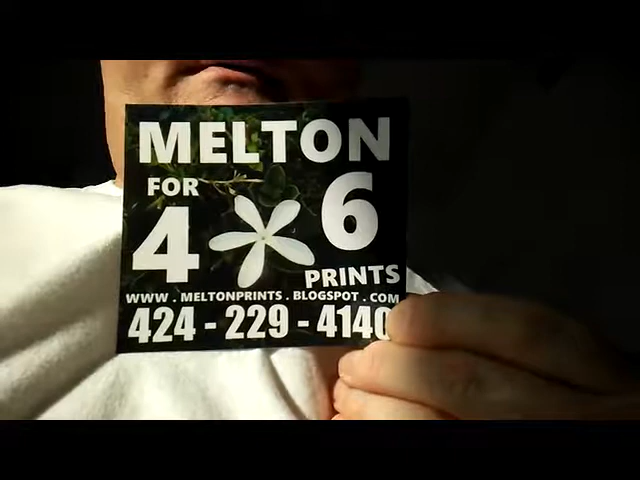 MELTON
FOR
4 6
PRINTS
WWW . MELTONPRINTS . BLOGSPOT . COM
424 - 229 - 4140